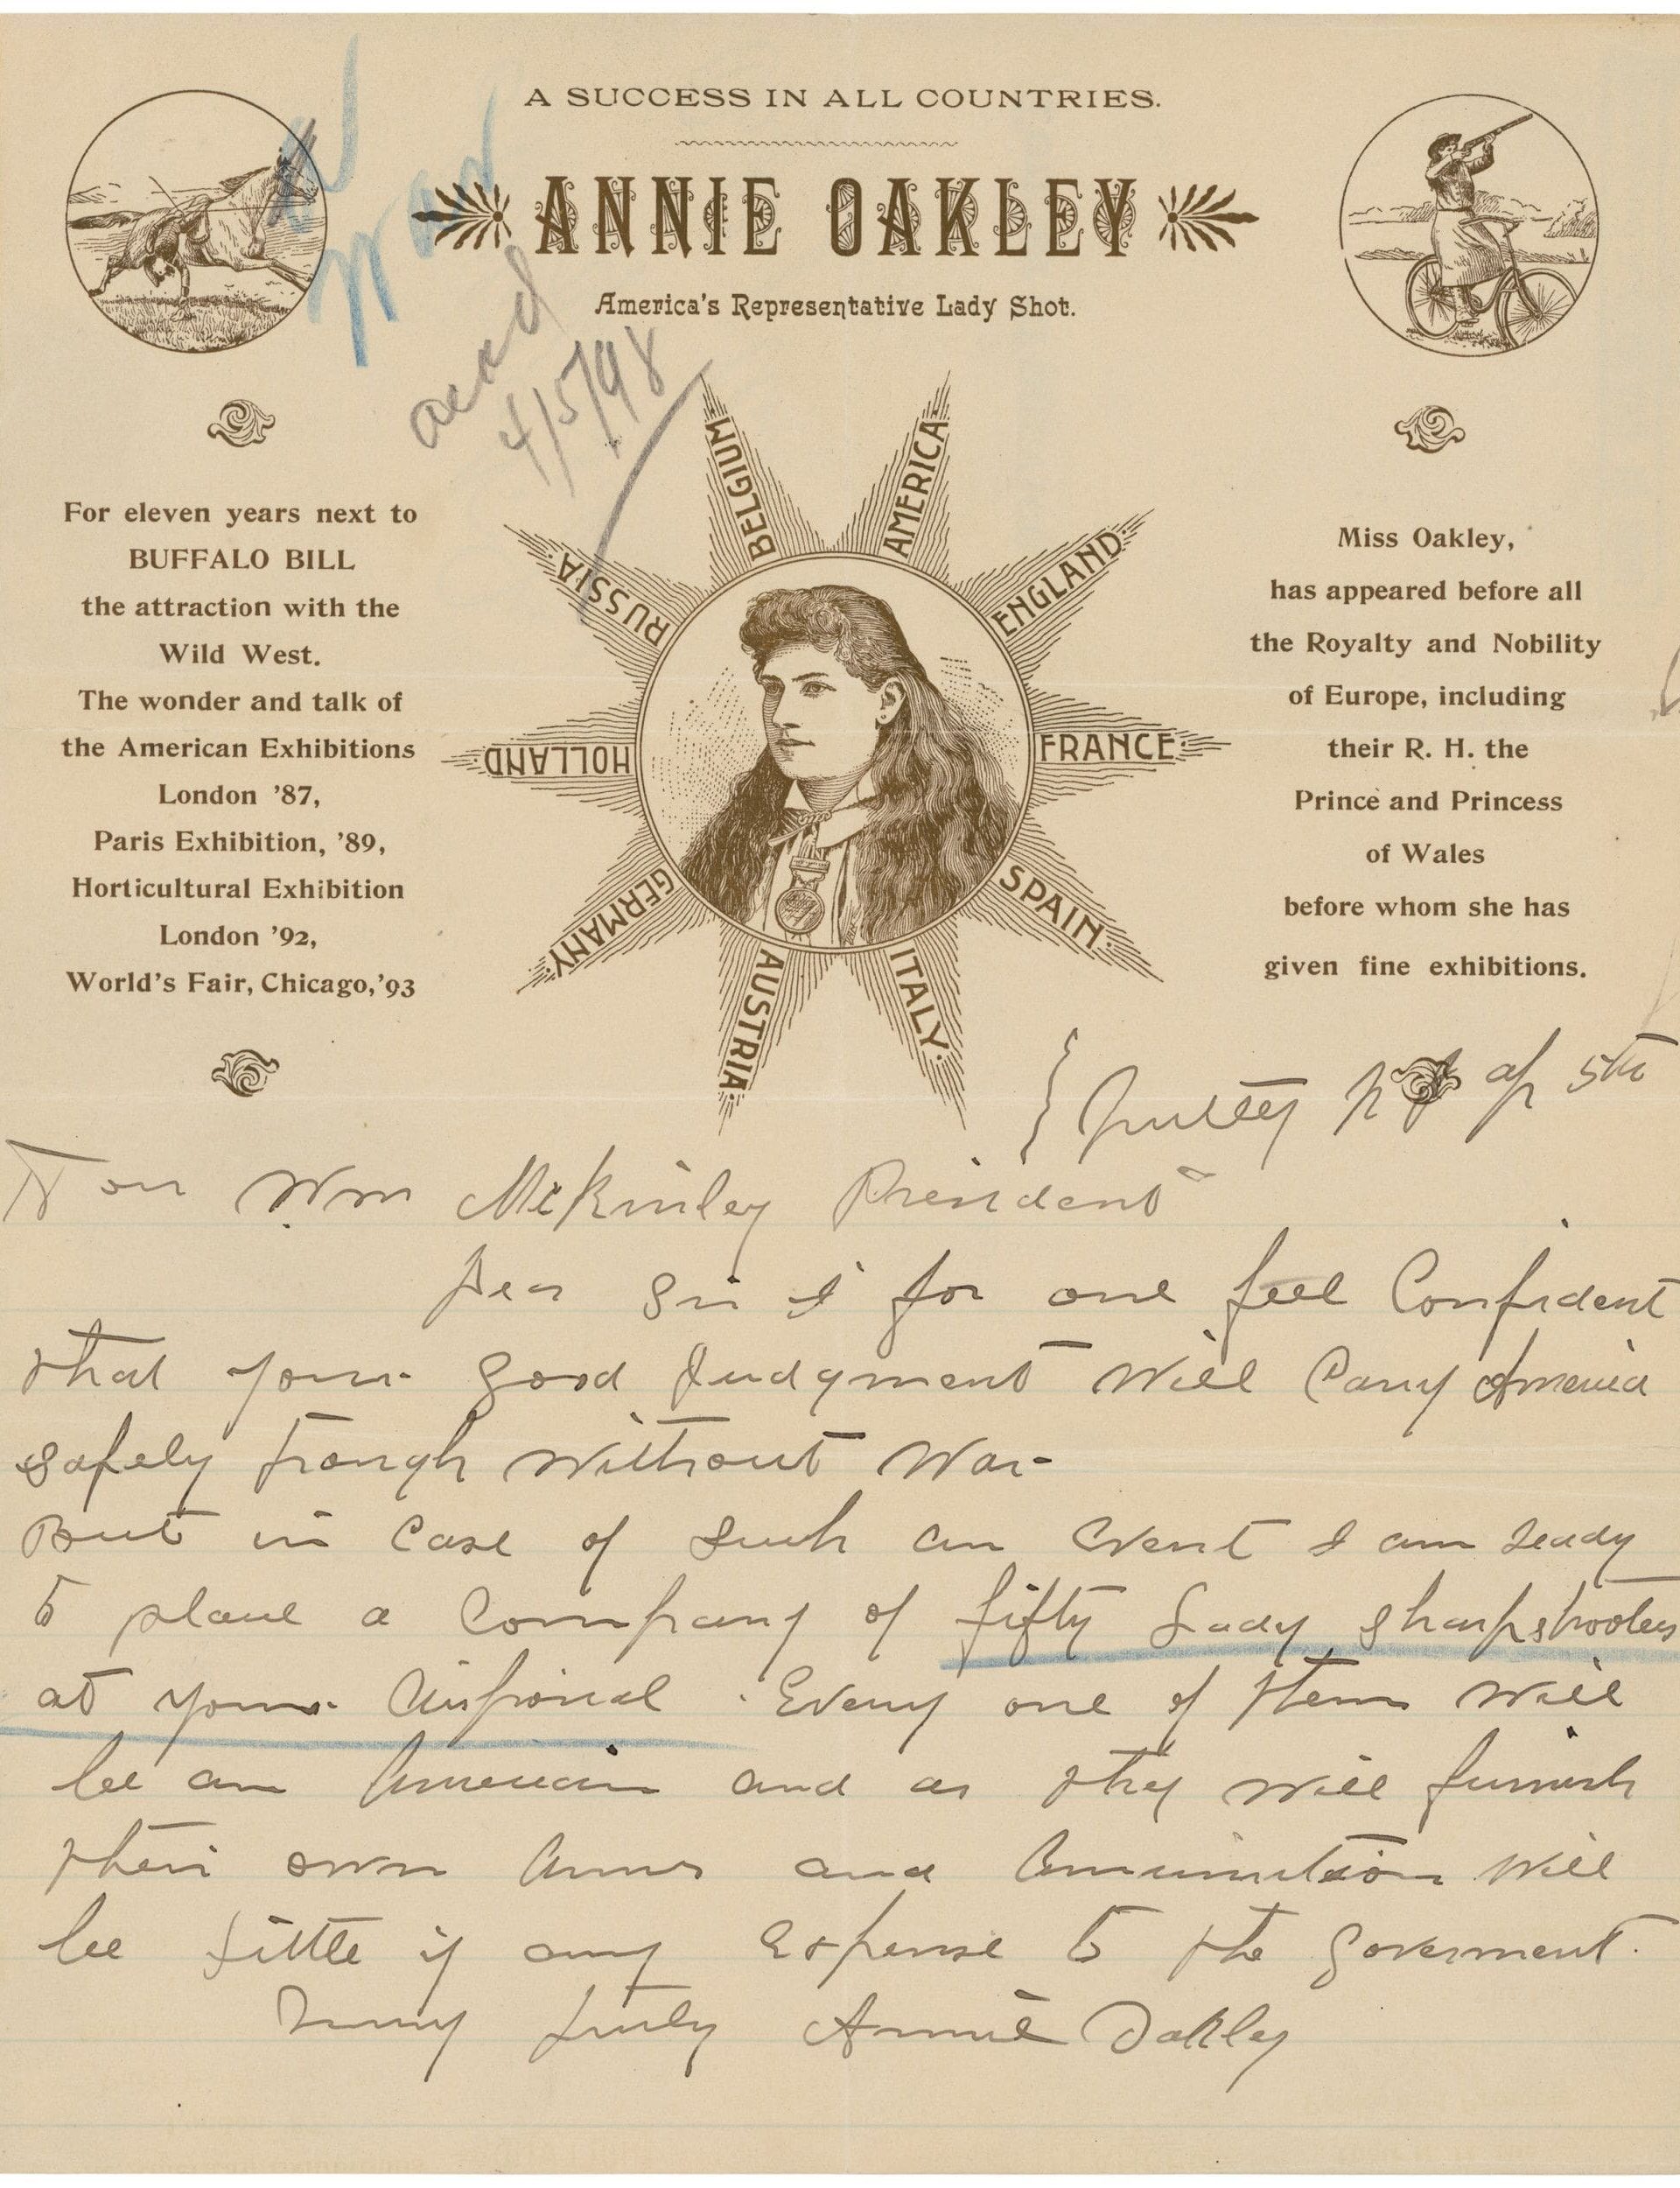 A SUCCESS IN ALL COUNTRIES.
ANNIE OAKLEY
America's Representative Lady Shot.
War
ackd
4/5/98
For eleven years next to
BUFFALO BILL
the attraction with the
Wild West.
The wonder and talk of
the American Exhibitions
London '87,
Paris Exhibition, '89,
Horticultural Exhibition
London '92,
World's Fair, Chicago, '93
BELGIUM.
AMERICA.
ENGLAND.
FRANCE.
SPAIN.
ITALY.
AUSTRIA.
GERMANY.
HOLLAND.
RUSSIA.
Miss Oakley,
has appeared before all
the Royalty and Nobility
of Europe, including
their R. H. the
Prince and Princess
of Wales
before whom she has
given fine exhibitions.
Nutley NJ Ap 5th
Hon Wm McKinley President
Dear Sir I for one feel Confident
that your good Judgment will Carry America
safely trough without War
But in Case of such an event I am ready
to place a Company of fifty Lady sharpshooters
at your disposal. Every one of them will
be an American and as they will furnish
their own Arms and Ammunition will
be little if any expense to the Goverment.
Very truly Annie Oakley